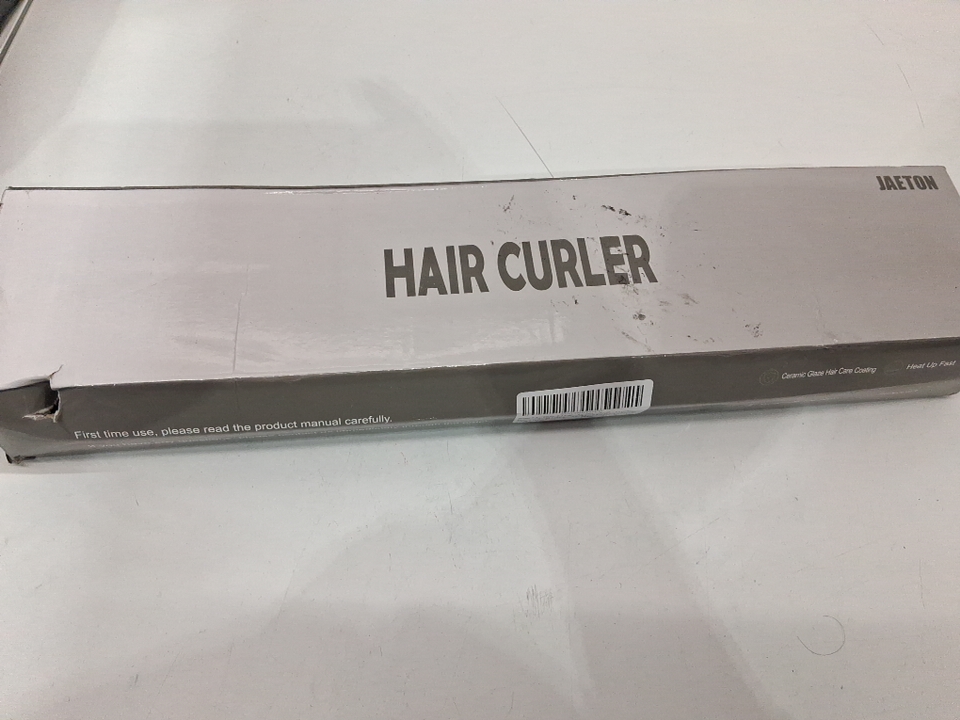 JAETON
HAIR CURLER
Ceramic Glaze Hair Care Coating
Heat Up Fast
First time use, please read the product manual carefully.